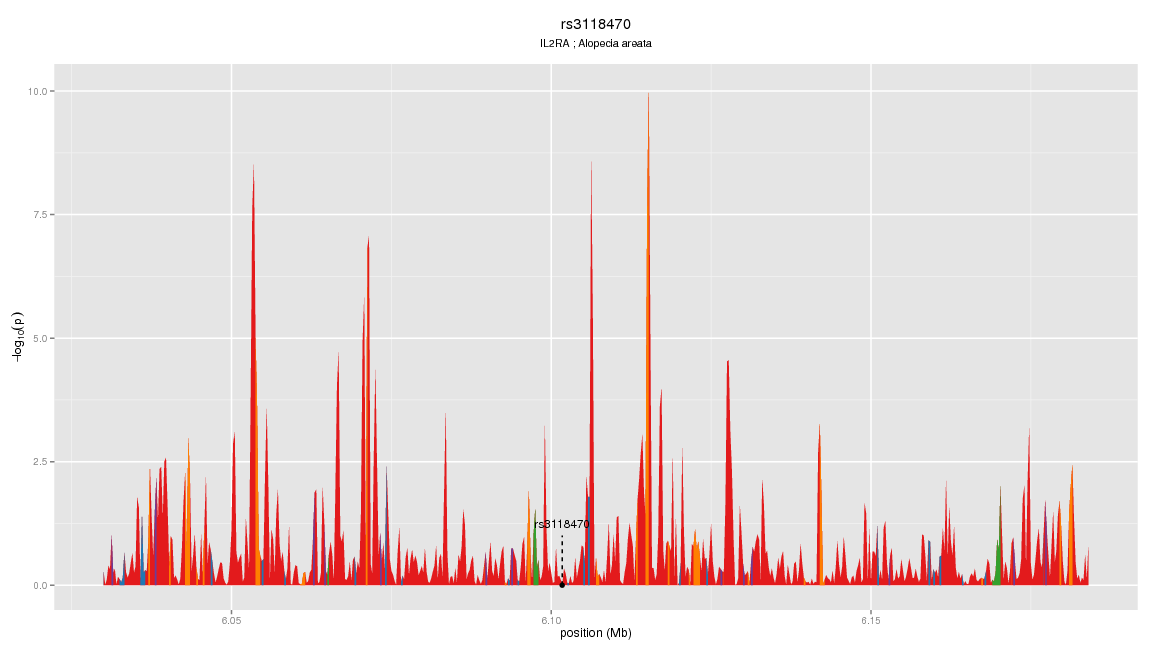 rs3118470
IL2RA ; Alopecia areata
10.0
7.5
5.0
2.5
0.0
−log10(p)
rs3118470
6.05
6.10
6.15
position (Mb)